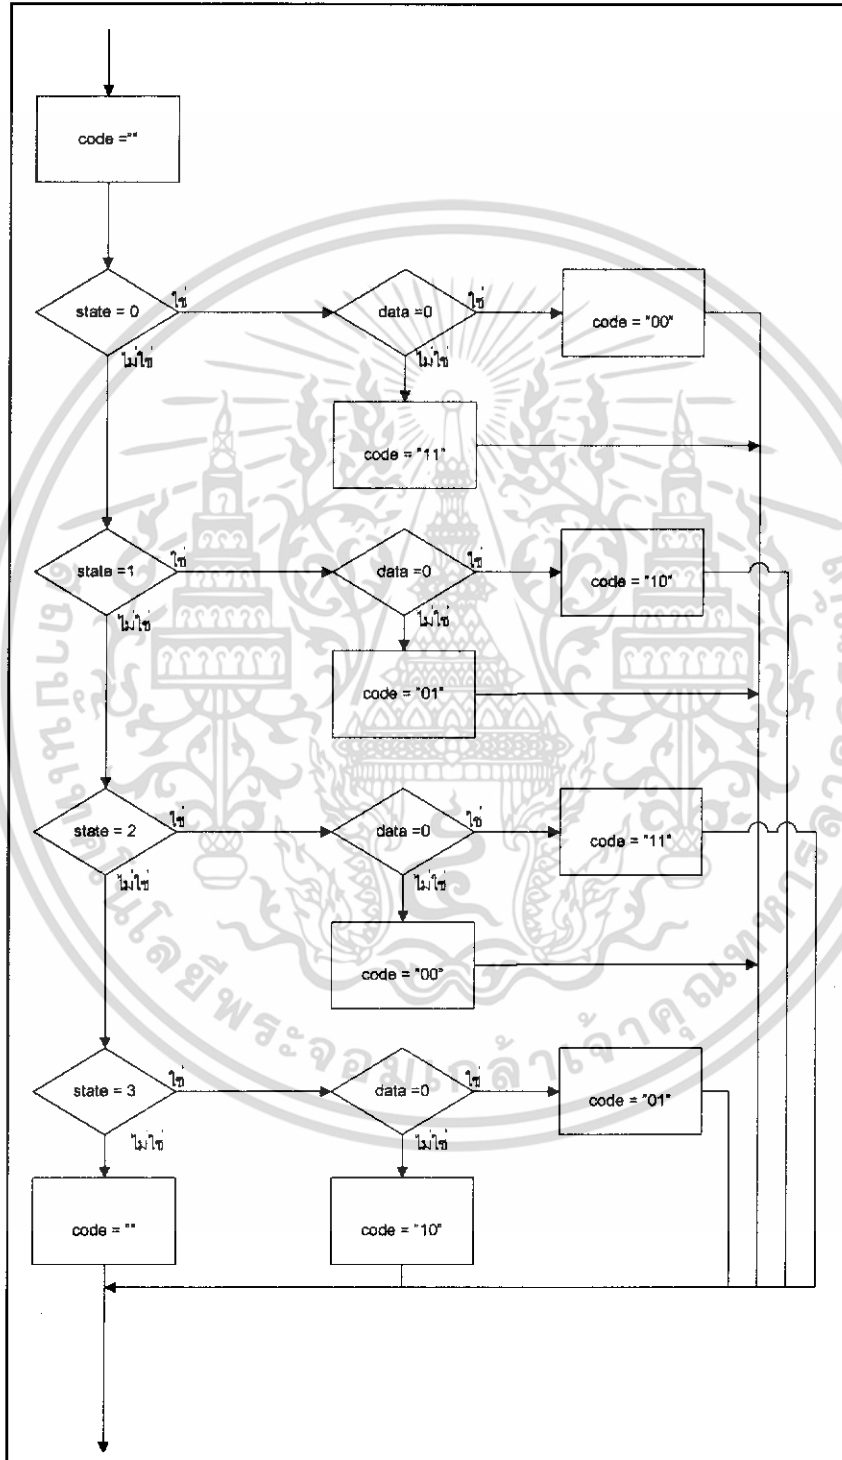 code =""
state = 0
ใช่
data =0
ใช่
code = "00"
ไม่ใช่
ไม่ใช่
code = "11"
state =1
ใช่
data =0
ใช่
code = "10"
ไม่ใช่
ไม่ใช่
code = "01"
state = 2
ใช่
data =0
ใช่
code = "11"
ไม่ใช่
ไม่ใช่
code = "00"
state = 3
ใช่
data =0
ใช่
code = "01"
ไม่ใช่
ไม่ใช่
code = ""
code = "10"